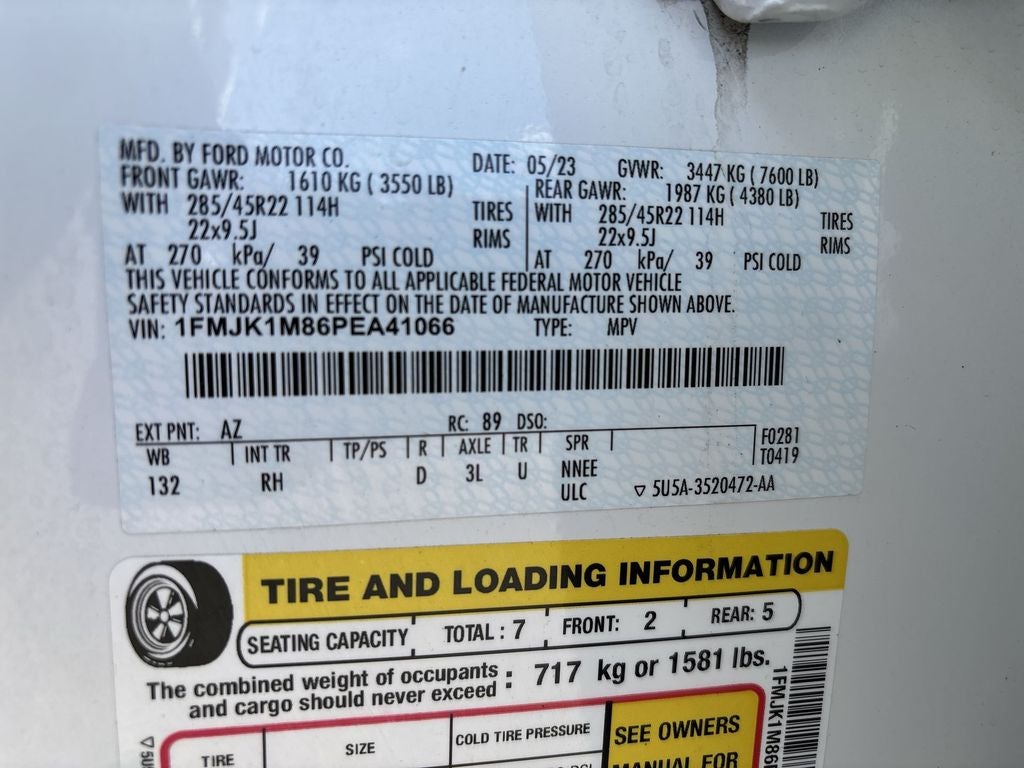 MFD. BY FORD MOTOR CO. DATE: 05/23 GVWR: 3447 KG ( 7600 LB)
FRONT GAWR: 1610 KG ( 3550 LB) REAR GAWR: 1987 KG ( 4380 LB)
WITH 285/45R22 114H TIRES WITH 285/45R22 114H TIRES
22x9.5J RIMS 22x9.5J RIMS
AT 270 kPa/ 39 PSI COLD AT 270 kPa/ 39 PSI COLD
THIS VEHICLE CONFORMS TO ALL APPLICABLE FEDERAL MOTOR VEHICLE
SAFETY STANDARDS IN EFFECT ON THE DATE OF MANUFACTURE SHOWN ABOVE.
VIN: 1FMJK1M86PEA41066 TYPE: MPV
EXT PNT: AZ RC: 89 DSO:
WB INT TR TP/PS R AXLE TR SPR F0281
T0419
132 RH D 3L U NNEE
ULC ▽ 5U5A-3520472-AA
TIRE AND LOADING INFORMATION
SEATING CAPACITY TOTAL : 7 FRONT: 2 REAR: 5
The combined weight of occupants
and cargo should never exceed : 717 kg or 1581 lbs.
TIRE SIZE COLD TIRE PRESSURE SEE OWNERS
MANUAL FOR
1FMJK1M86
▽ 5U